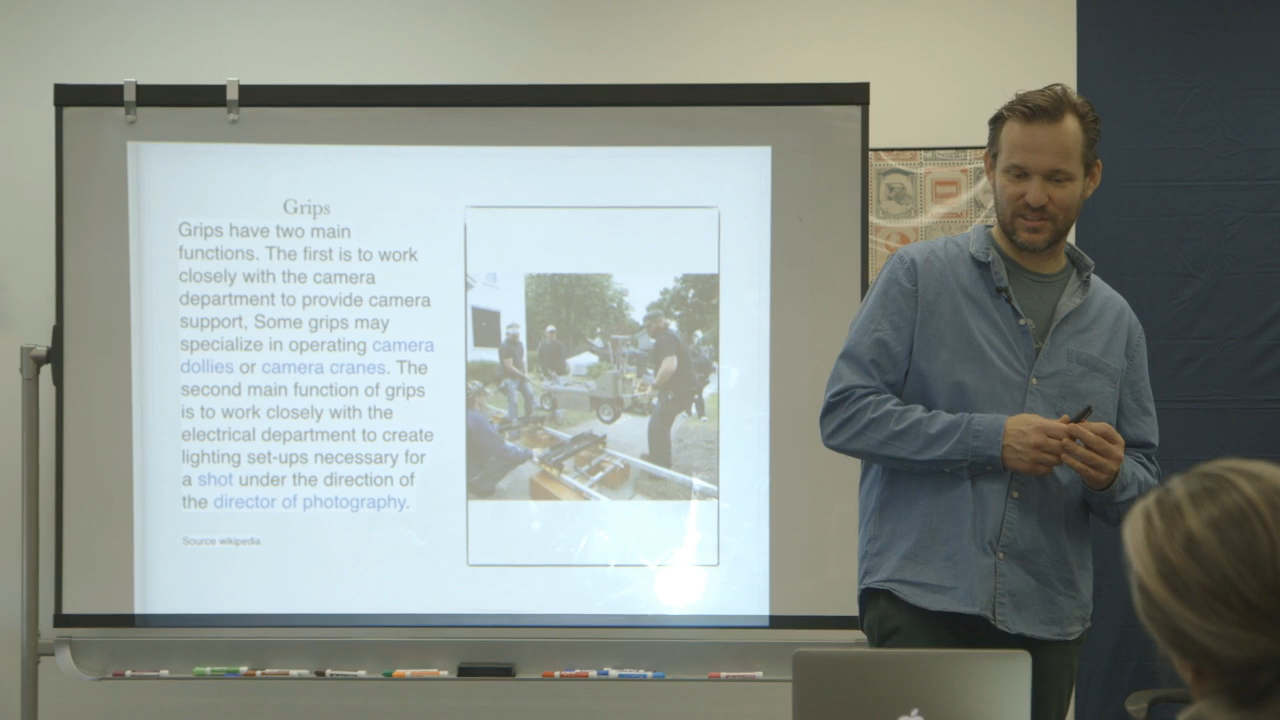 Grips
Grips have two main
functions. The first is to work
closely with the camera
department to provide camera
support, Some grips may
specialize in operating camera
dollies or camera cranes. The
second main function of grips
is to work closely with the
electrical department to create
lighting set-ups necessary for
a shot under the direction of
the director of photography.
Source wikipedia